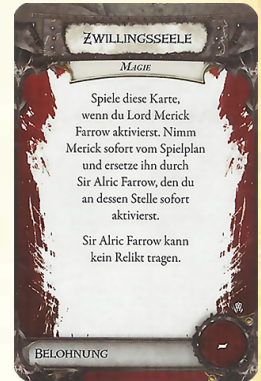 Zwillingsseele
Magie
Spiele diese Karte,
wenn du Lord Merick
Farrow aktivierst. Nimm
Merick sofort vom Spielplan
und ersetze ihn durch
Sir Alric Farrow, den du
an dessen Stelle sofort
aktivierst.
Sir Alric Farrow kann
kein Relikt tragen.
Belohnung
-